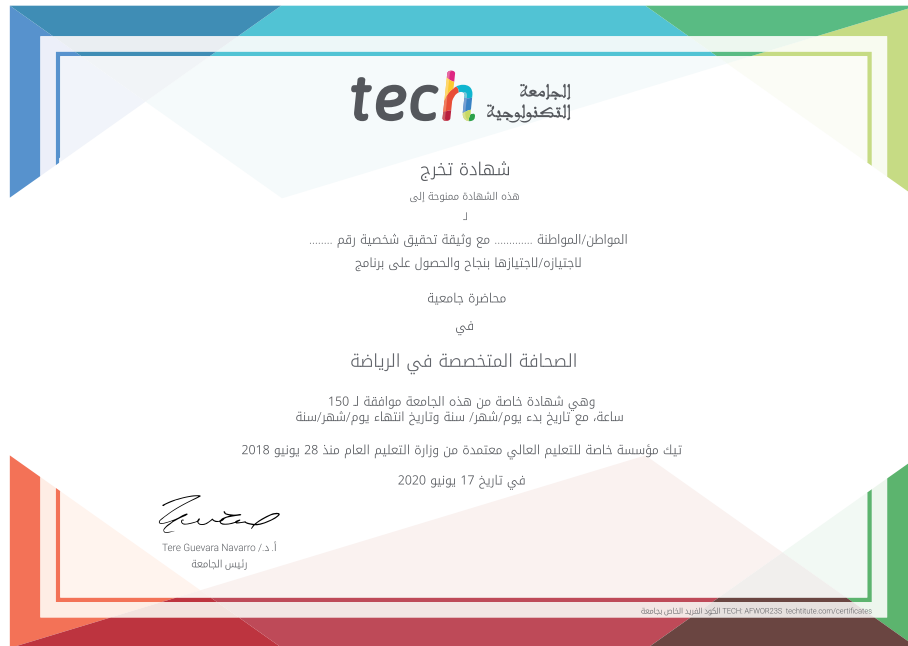 tech الجامعة
التكنولوجية
شهادة تخرج
هذه الشهادة ممنوحة إلى
لـ
المواطن/المواطنة ............. مع وثيقة تحقيق شخصية رقم ........
لاجتيازه/لاجتيازها بنجاح والحصول على برنامج
محاضرة جامعية
في
الصحافة المتخصصة في الرياضة
وهي شهادة خاصة من هذه الجامعة موافقة لـ 150
ساعة، مع تاريخ بدء يوم/شهر/ سنة وتاريخ انتهاء يوم/شهر/سنة
تيك مؤسسة خاصة للتعليم العالي معتمدة من وزارة التعليم العام منذ 28 يونيو 2018
في تاريخ 17 يونيو 2020
أ. د./ Tere Guevara Navarro
رئيس الجامعة
الكود الفريد الخاص بجامعة TECH: AFWOR23S techtitute.com/certificates